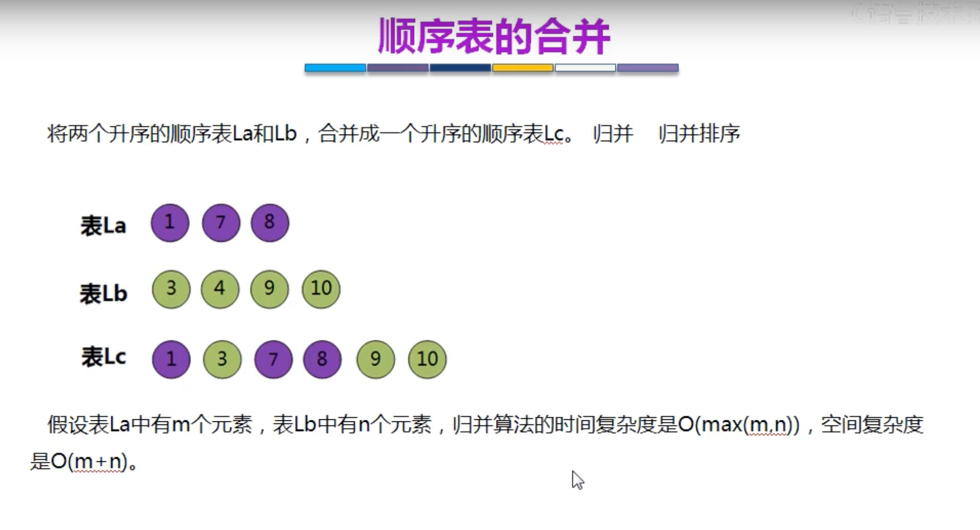 顺序表的合并
将两个升序的顺序表La和Lb，合并成一个升序的顺序表Lc。 归并 归并排序
表La 1 7 8
表Lb 3 4 9 10
表Lc 1 3 7 8 9 10
假设表La中有m个元素，表Lb中有n个元素，归并算法的时间复杂度是O(max(m,n))，空间复杂度
是O(m+n)。